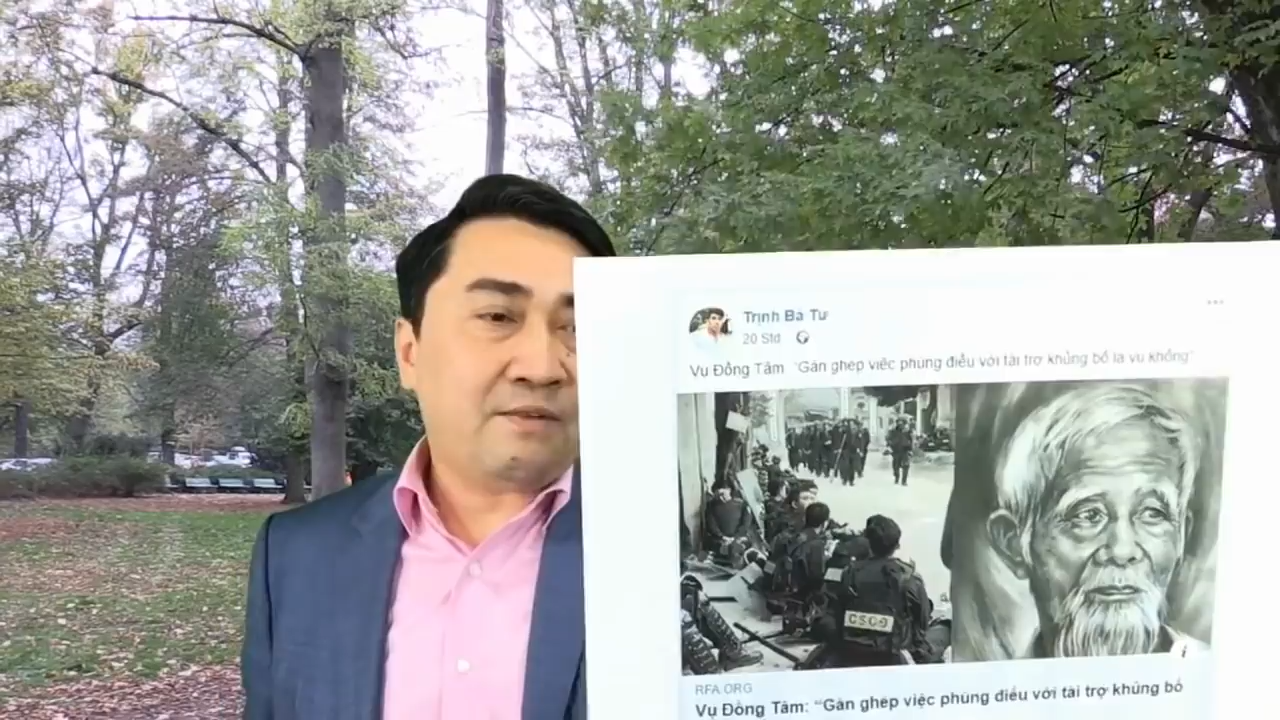 Trịnh Bá Tư
20 Std
Vụ Đồng Tâm "Gán ghép việc phúng điếu với tài trợ khủng bố là vu khống"
CSCĐ
RFA.ORG
Vụ Đồng Tâm: "Gán ghép việc phúng điếu với tài trợ khủng bố